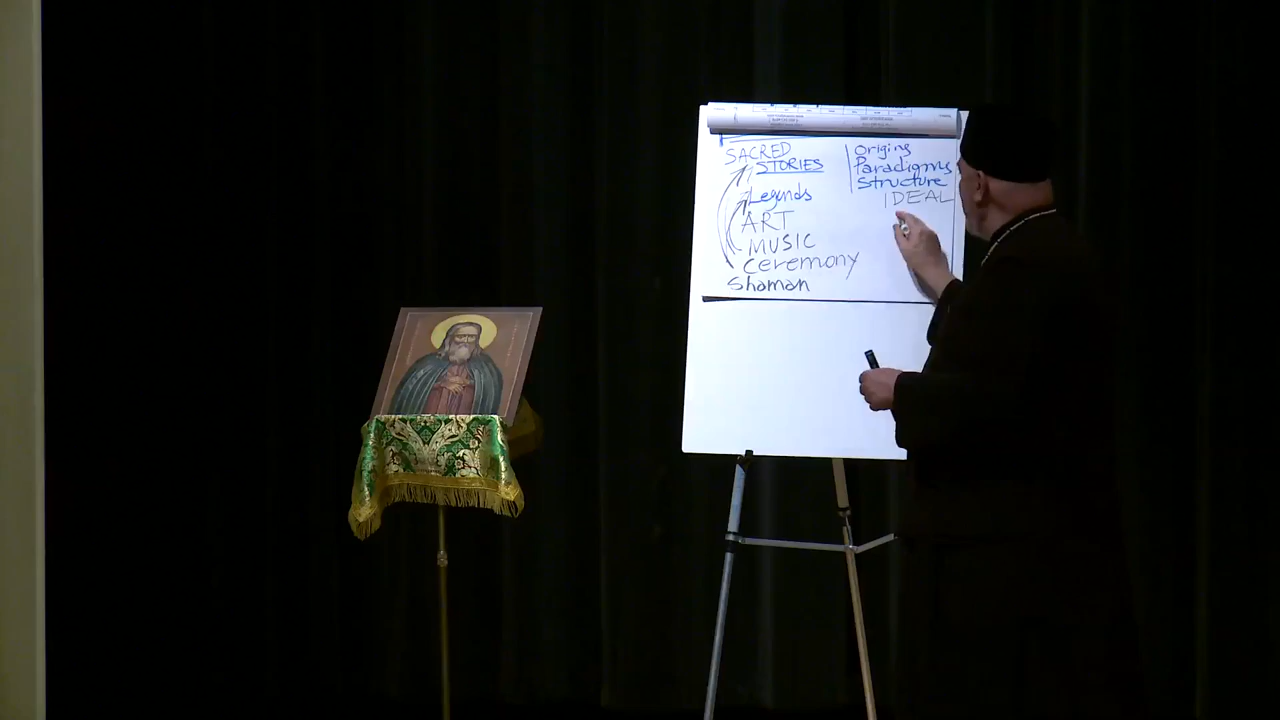 SACRED
STORIES
Legends
ART
MUSIC
Ceremony
Shaman
Origins
Paradigms
Structure
IDEAL